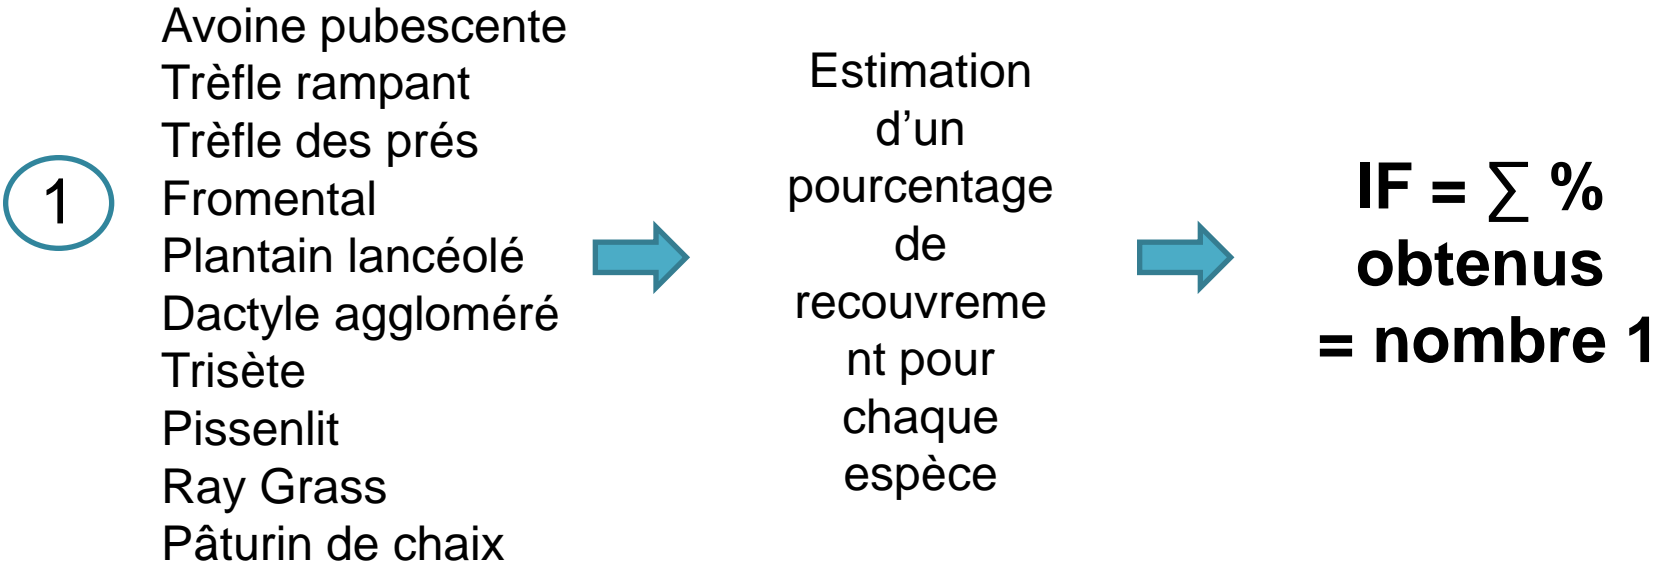 1
Avoine pubescente
Trèfle rampant
Trèfle des prés
Fromental
Plantain lancéolé
Dactyle aggloméré
Trisète
Pissenlit
Ray Grass
Pâturin de chaix
Estimation
d’un
pourcentage
de
recouvreme
nt pour
chaque
espèce
IF = ∑ %
obtenus
= nombre 1